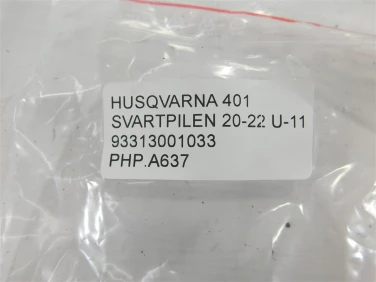 HUSQVARNA 401
SVARTPILEN 20-22 U-11
93313001033
PHP.A637